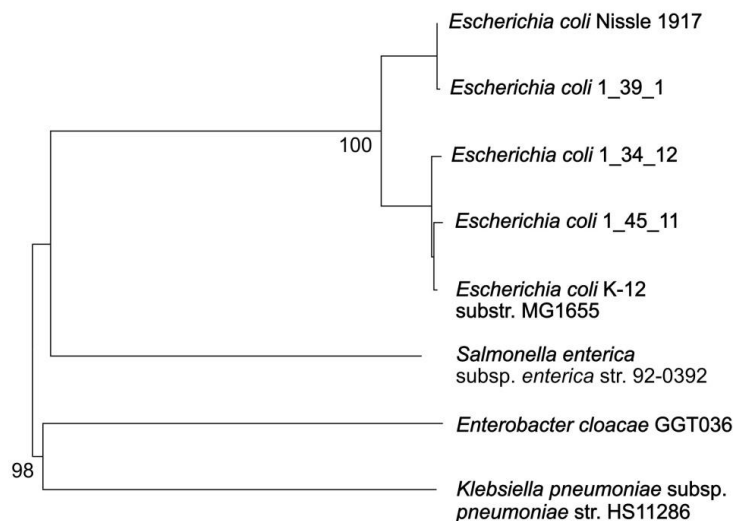 Escherichia coli Nissle 1917
Escherichia coli 1_39_1
100
Escherichia coli 1_34_12
Escherichia coli 1_45_11
Escherichia coli K-12
substr. MG1655
Salmonella enterica
subsp. enterica str. 92-0392
Enterobacter cloacae GGT036
98
Klebsiella pneumoniae subsp.
pneumoniae str. HS11286